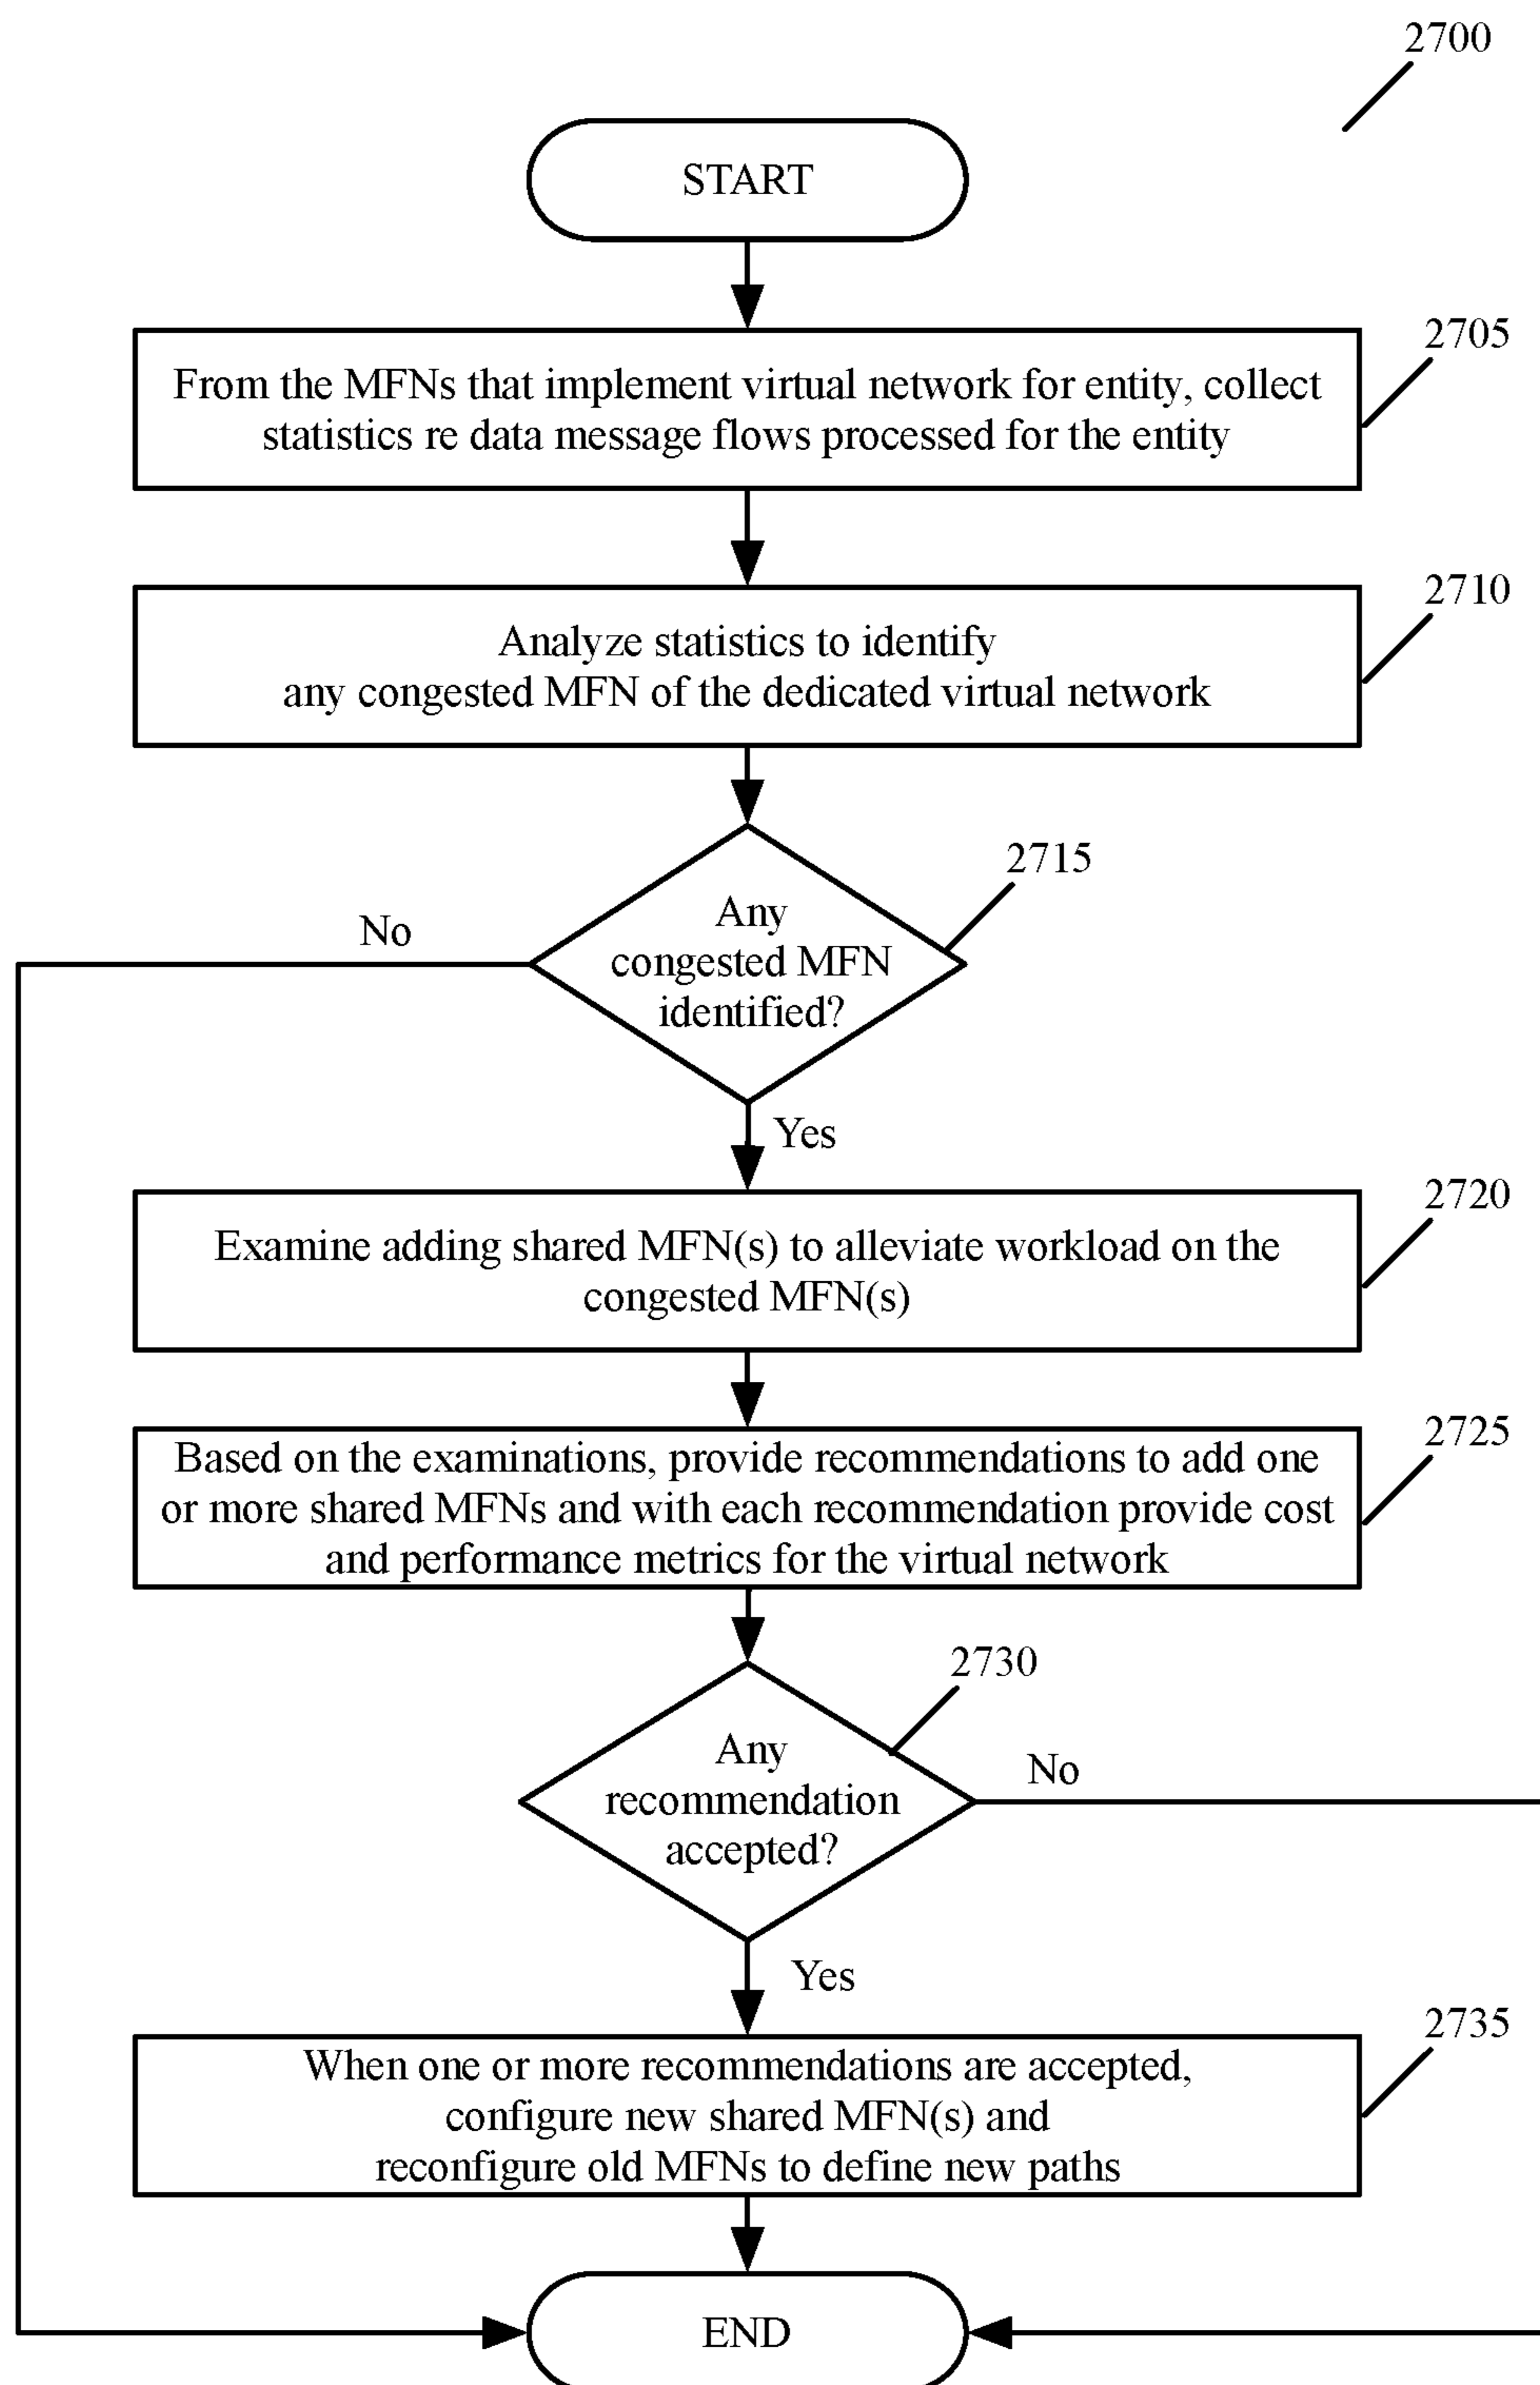 2700
START
2705
From the MFNs that implement virtual network for entity, collect
statistics re data message flows processed for the entity
2710
Analyze statistics to identify
any congested MFN of the dedicated virtual network
2715
No
Any
congested MFN
identified?
Yes
2720
Examine adding shared MFN(s) to alleviate workload on the
congested MFN(s)
2725
Based on the examinations, provide recommendations to add one
or more shared MFNs and with each recommendation provide cost
and performance metrics for the virtual network
2730
Any
recommendation
accepted?
No
Yes
2735
When one or more recommendations are accepted,
configure new shared MFN(s) and
reconfigure old MFNs to define new paths
END